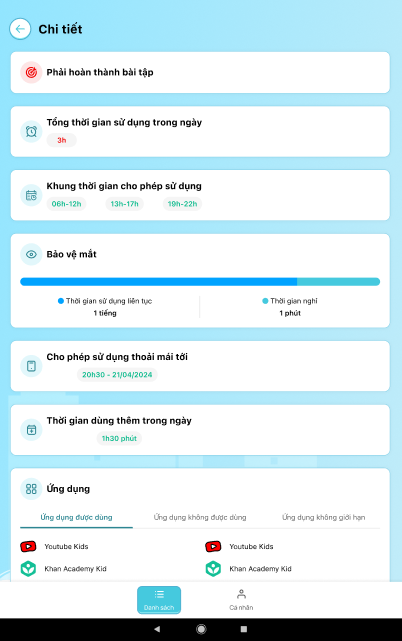 Chi tiết
Phải hoàn thành bài tập
Tổng thời gian sử dụng trong ngày
3h
Khung thời gian cho phép sử dụng
06h-12h 13h-17h 19h-22h
Bảo vệ mắt
Thời gian sử dụng liên tục Thời gian nghỉ
1 tiếng 1 phút
Cho phép sử dụng thoải mái tới
20h30 - 21/04/2024
Thời gian dùng thêm trong ngày
1h30 phút
Ứng dụng
Ứng dụng được dùng Ứng dụng không được dùng Ứng dụng không giới hạn
Youtube Kids Youtube Kids
Khan Academy Kid Khan Academy Kid
Danh sách Cá nhân